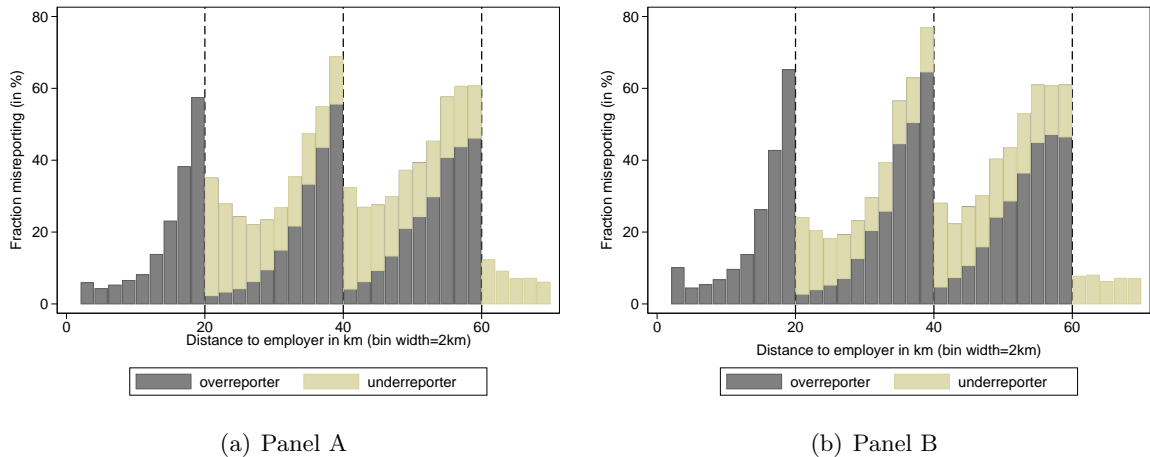 Fraction misreporting (in %)
80
60
40
20
0
0
20
40
60
Distance to employer in km (bin width=2km)
overreporter
underreporter
(a) Panel A
Fraction misreporting (in %)
80
60
40
20
0
0
20
40
60
Distance to employer in km (bin width=2km)
overreporter
underreporter
(b) Panel B